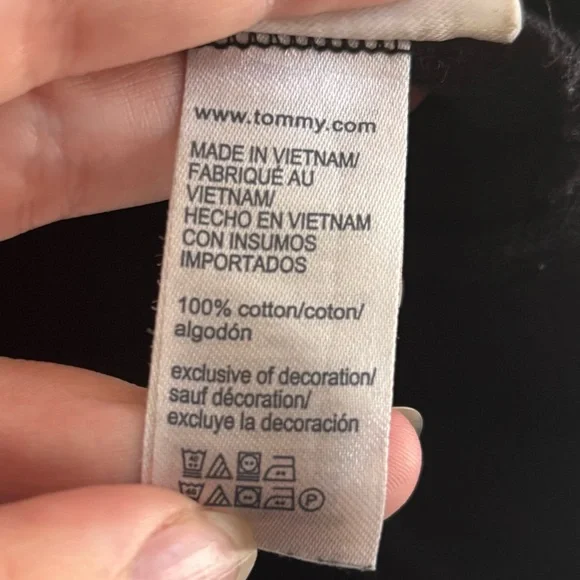 www.tommy.com
MADE IN VIETNAM/
FABRIQUÉ AU
VIETNAM/
HECHO EN VIETNAM
CON INSUMOS
IMPORTADOS
100% cotton/coton/
algodón
exclusive of decoration/
sauf décoration/
excluye la decoración
P